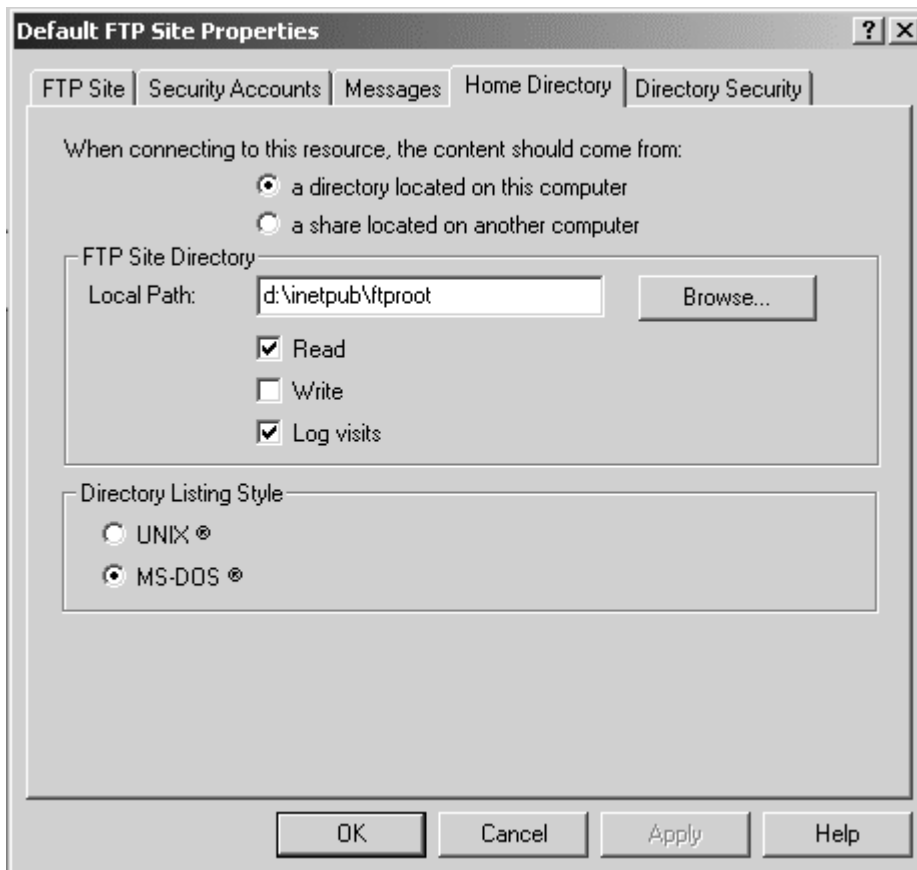 Default FTP Site Properties
FTP Site Security Accounts Messages Home Directory Directory Security
When connecting to this resource, the content should come from:
a directory located on this computer
a share located on another computer
FTP Site Directory
Local Path: d:\inetpub\ftproot Browse...
Read
Write
Log visits
Directory Listing Style
UNIX ®
MS-DOS ®
OK Cancel Apply Help